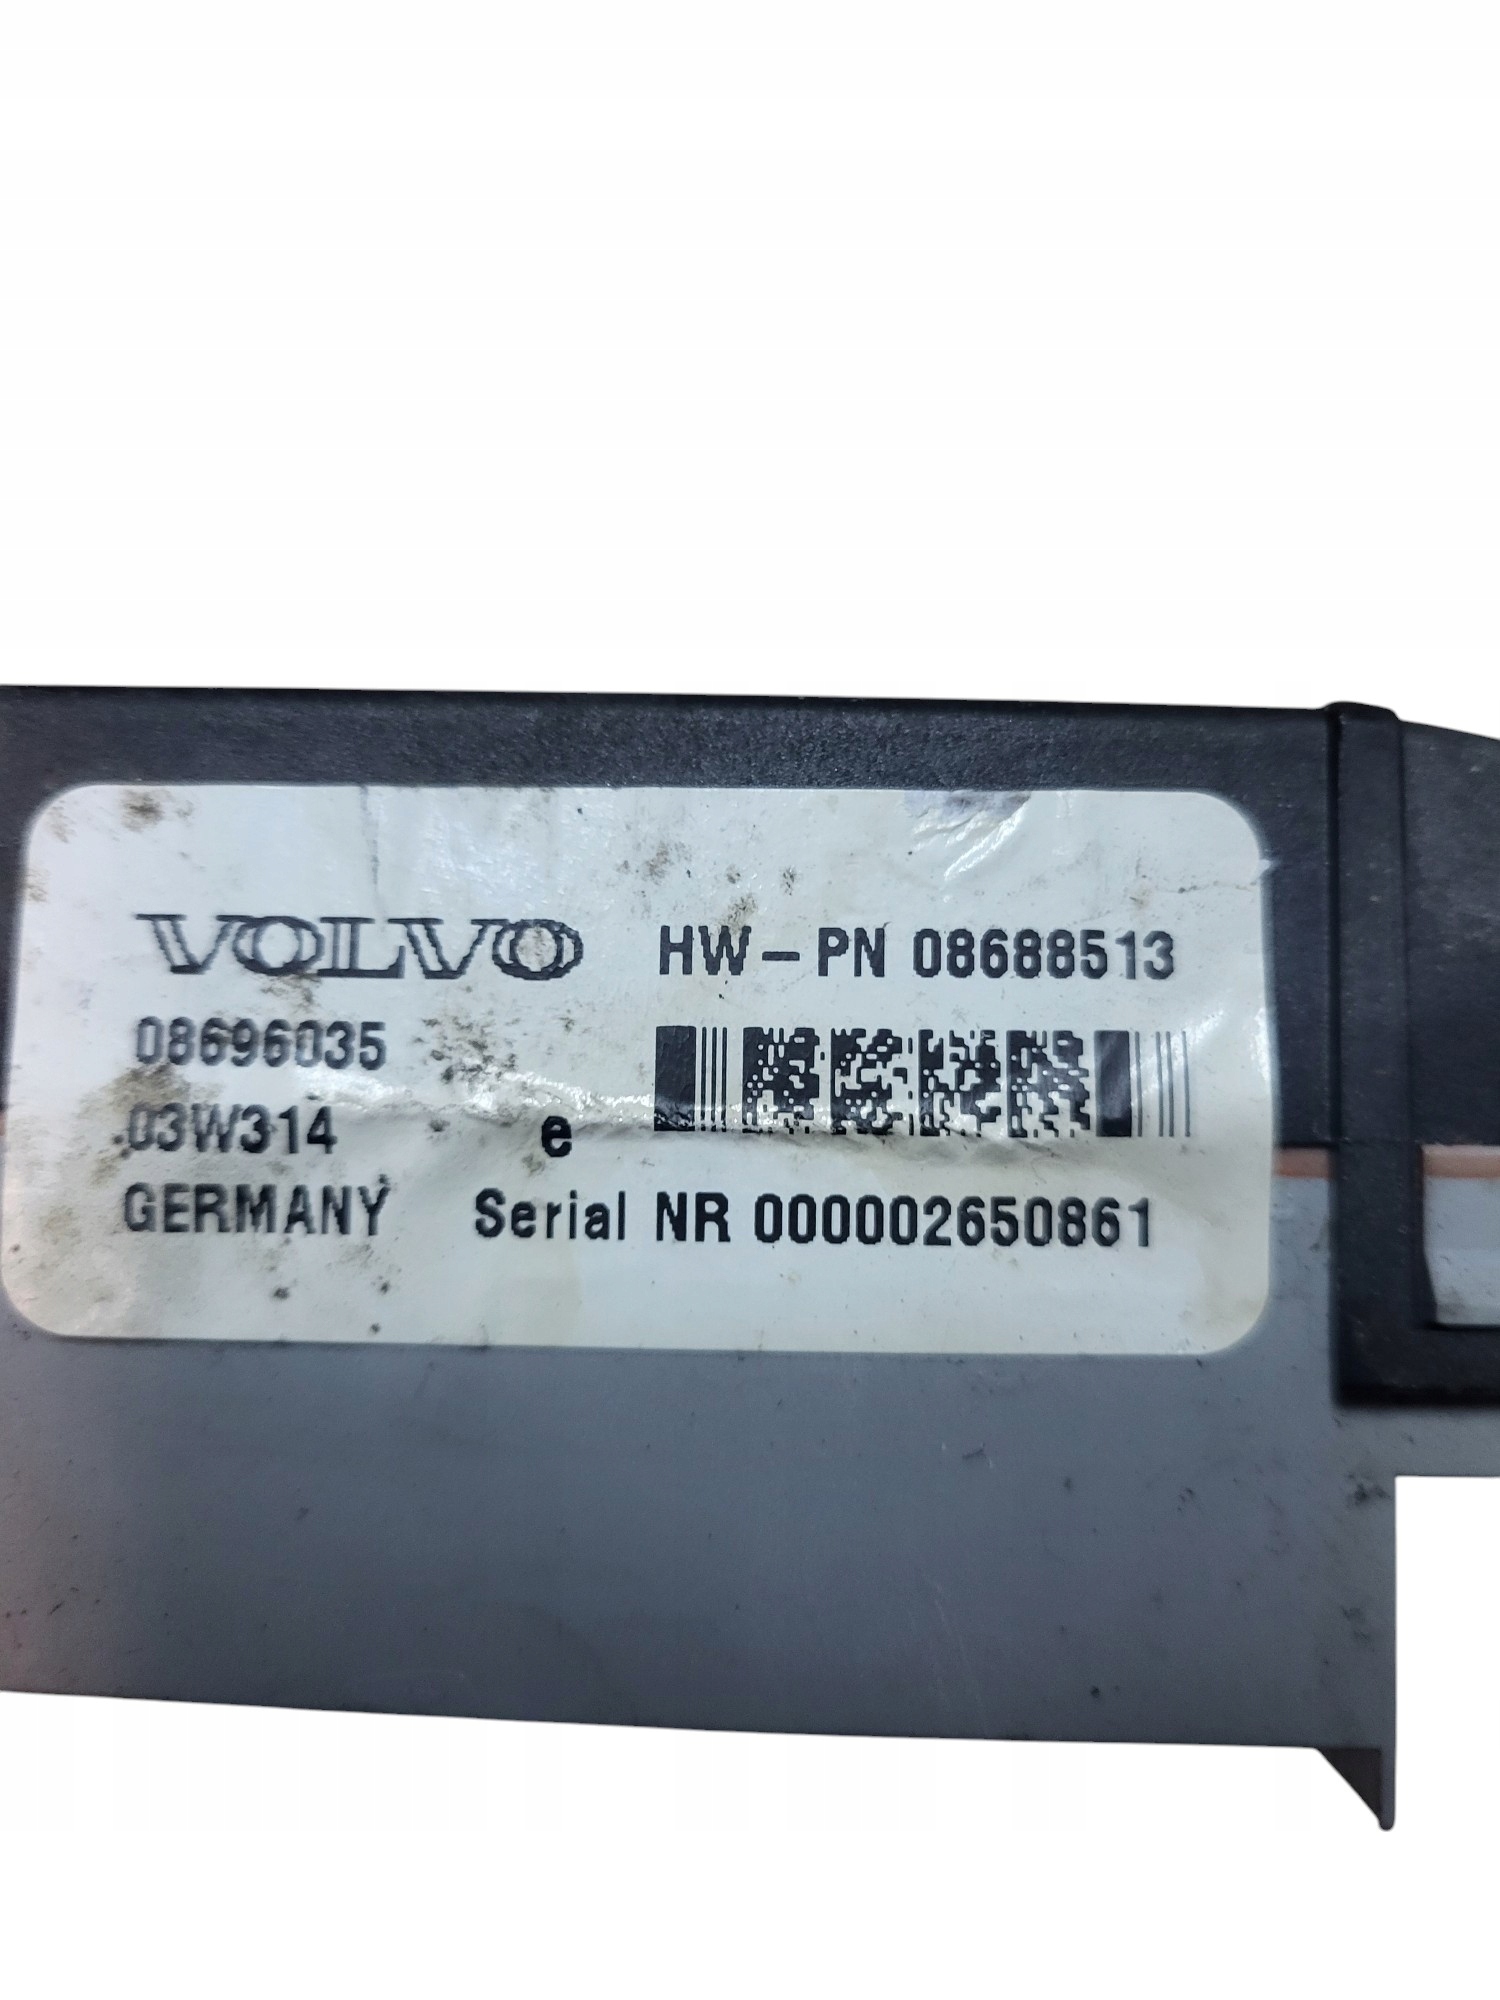 VOLVO HW-PN 08688513
08696035
03W314 e
GERMANY Serial NR 000002650861